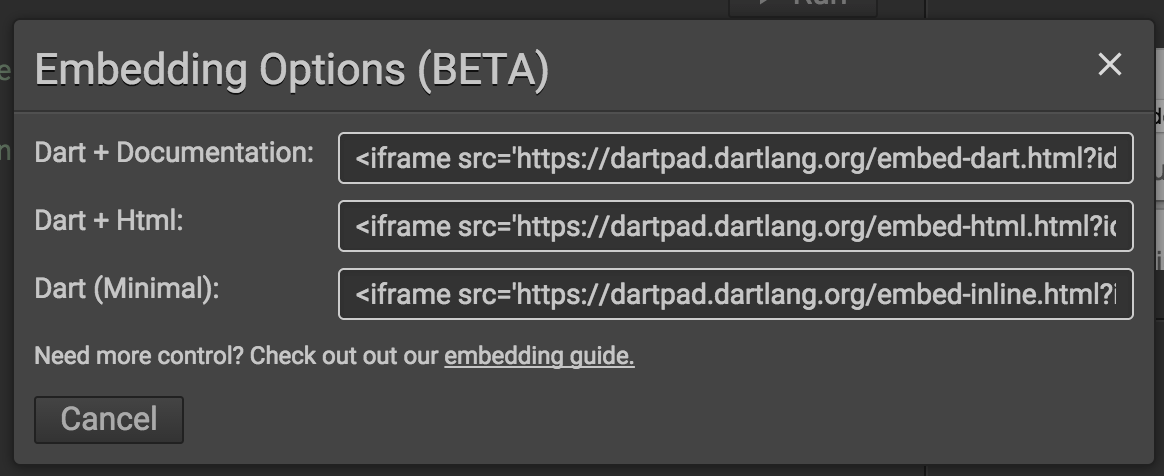 Run
Embedding Options (BETA)
Dart + Documentation: <iframe src='https://dartpad.dartlang.org/embed-dart.html?id
Dart + Html: <iframe src='https://dartpad.dartlang.org/embed-html.html?id
Dart (Minimal): <iframe src='https://dartpad.dartlang.org/embed-inline.html?i
Need more control? Check out out our embedding guide.
Cancel